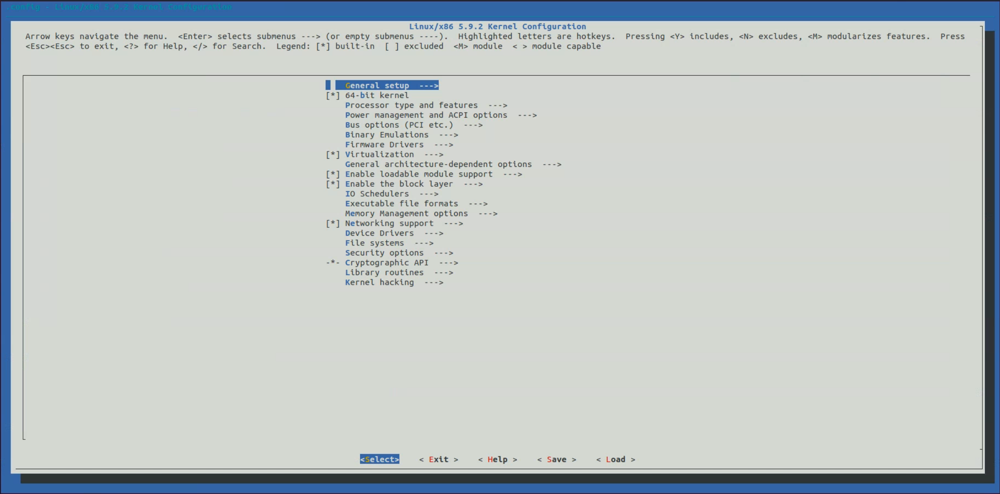 .config - Linux/x86 5.9.2 Kernel Configuration
Linux/x86 5.9.2 Kernel Configuration
Arrow keys navigate the menu.  <Enter> selects submenus ---> (or empty submenus ----).  Highlighted letters are hotkeys.  Pressing <Y> includes, <N> excludes, <M> modularizes features.  Press
<Esc><Esc> to exit, <?> for Help, </> for Search.  Legend: [*] built-in  [ ] excluded  <M> module  < > module capable
General setup  --->
[*] 64-bit kernel
Processor type and features  --->
Power management and ACPI options  --->
Bus options (PCI etc.)  --->
Binary Emulations  --->
Firmware Drivers  --->
[*] Virtualization  --->
General architecture-dependent options  --->
[*] Enable loadable module support  --->
[*] Enable the block layer  --->
IO Schedulers  --->
Executable file formats  --->
Memory Management options  --->
[*] Networking support  --->
Device Drivers  --->
File systems  --->
Security options  --->
-*- Cryptographic API  --->
Library routines  --->
Kernel hacking  --->
<Select>    < Exit >    < Help >    < Save >    < Load >